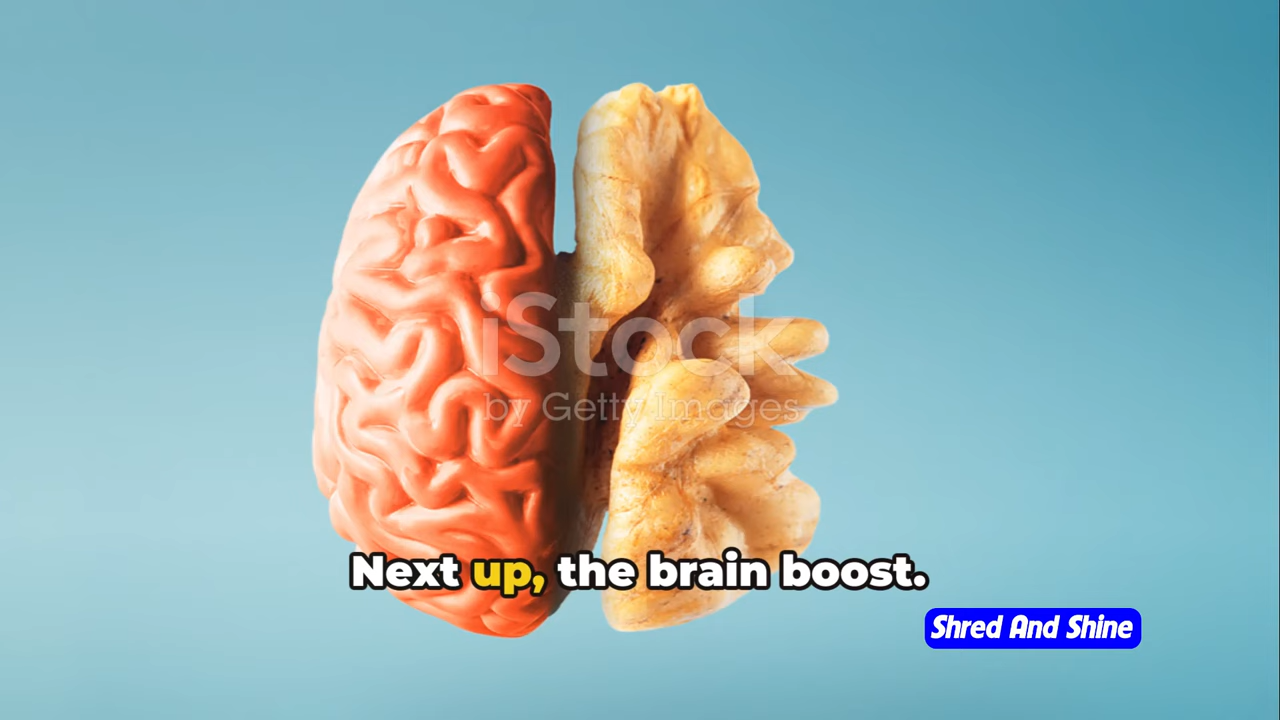 iStock
by Getty Images
Next up, the brain boost.
Shred And Shine